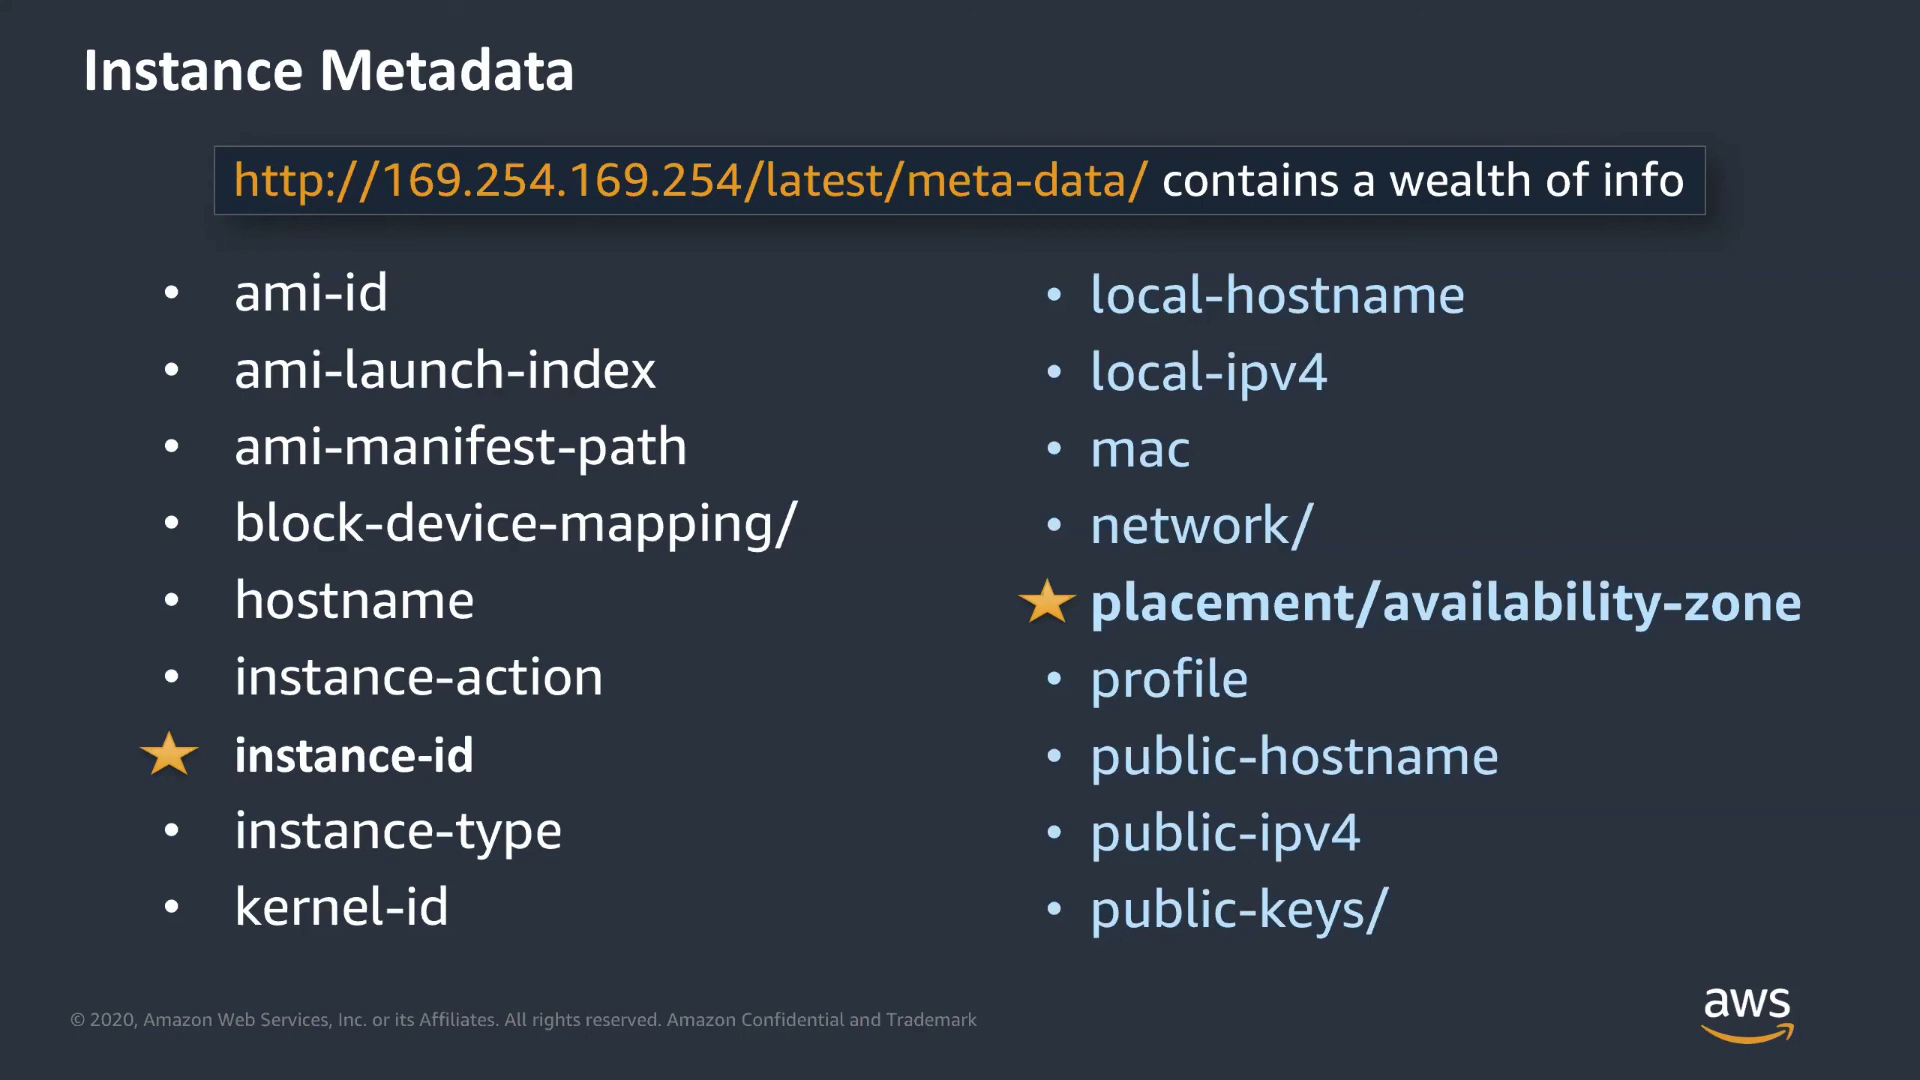 Instance Metadata
http://169.254.169.254/latest/meta-data/ contains a wealth of info
• ami-id
• ami-launch-index
• ami-manifest-path
• block-device-mapping/
• hostname
• instance-action
instance-id
• instance-type
• kernel-id
• local-hostname
• local-ipv4
• mac
• network/
placement/availability-zone
• profile
• public-hostname
• public-ipv4
• public-keys/
© 2020, Amazon Web Services, Inc. or its Affiliates. All rights reserved. Amazon Confidential and Trademark
aws